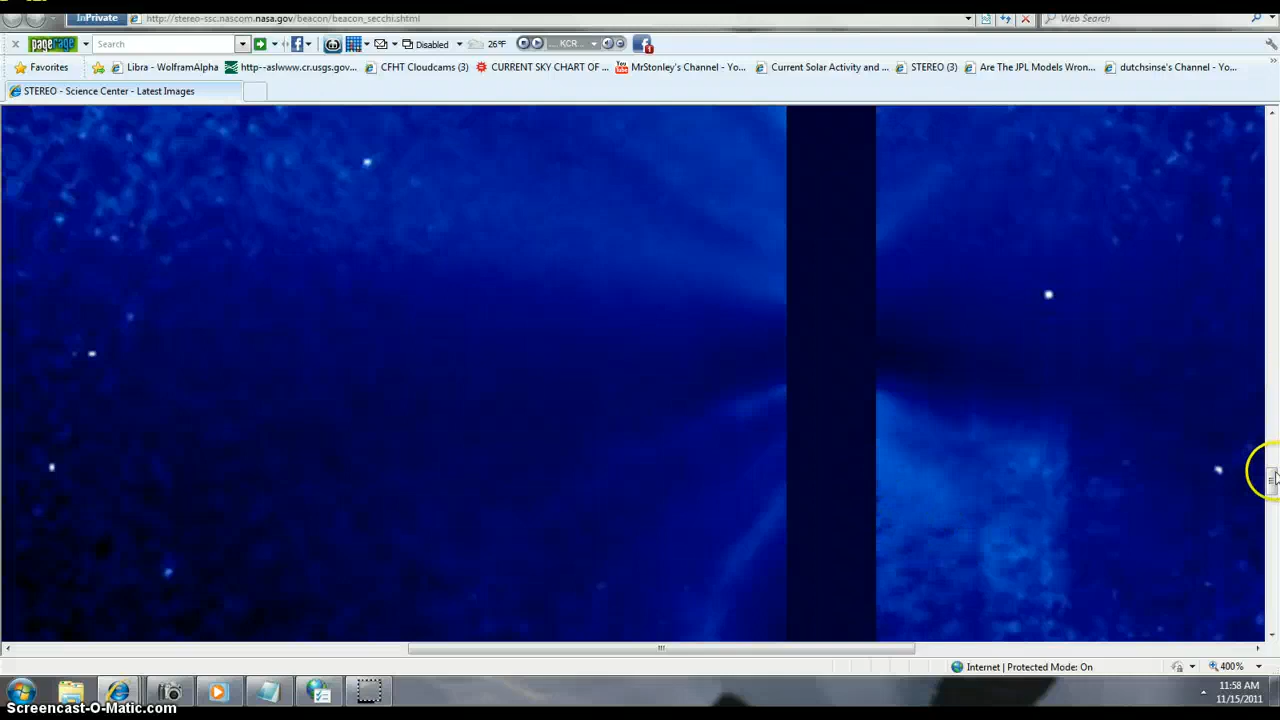 InPrivate http://stereo-ssc.nascom.nasa.gov/beacon/beacon_secchi.shtml Web Search
pagerage Search Disabled 26°F ... KCR ... 1
Favorites Libra - WolframAlpha http--aslwww.cr.usgs.gov... CFHT Cloudcams (3) CURRENT SKY CHART OF ... MrStonley's Channel - Yo... Current Solar Activity and ... STEREO (3) Are The JPL Models Wron... dutchsinse's Channel - Yo...
STEREO - Science Center - Latest Images
Internet | Protected Mode: On 400%
11:58 AM
11/15/2011
Screencast-O-Matic.com